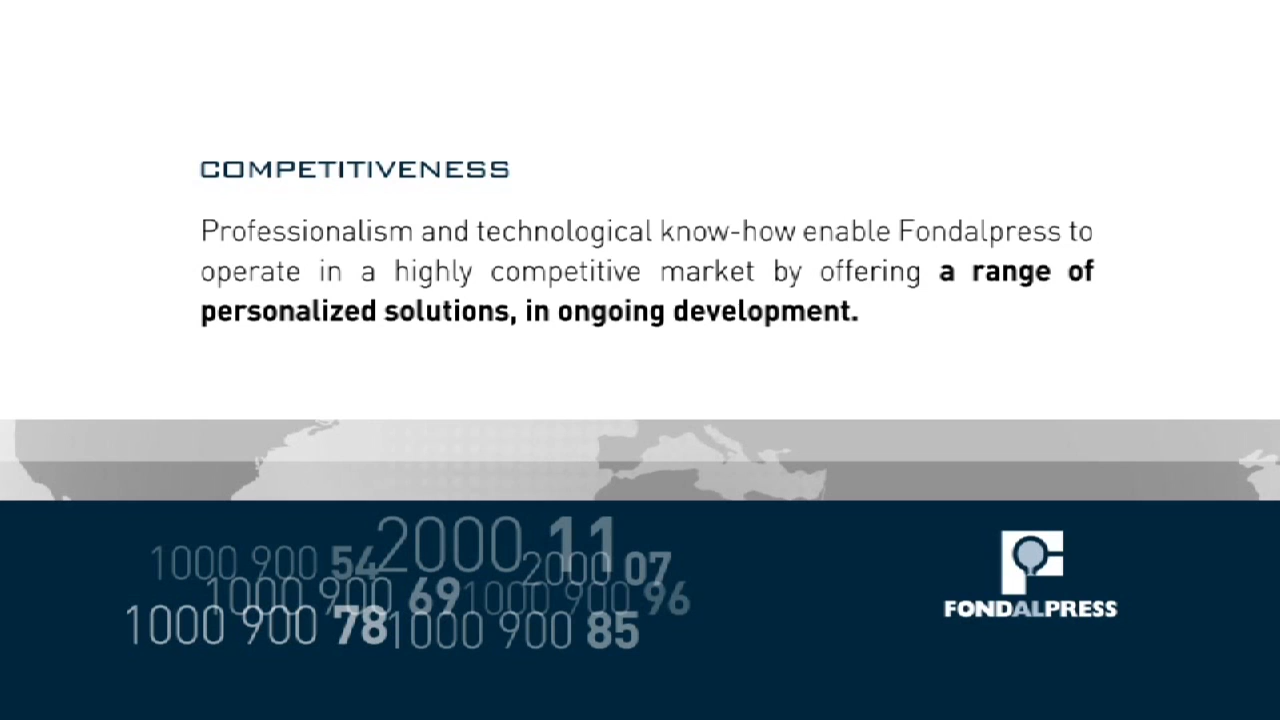 COMPETITIVENESS
Professionalism and technological know-how enable Fondalpress to
operate in a highly competitive market by offering a range of
personalized solutions, in ongoing development.
2000 11
1000 900 54
2000 07
1000 900 69
1000 900 96
1000 900 78
1000 900 85
FONDALPRESS